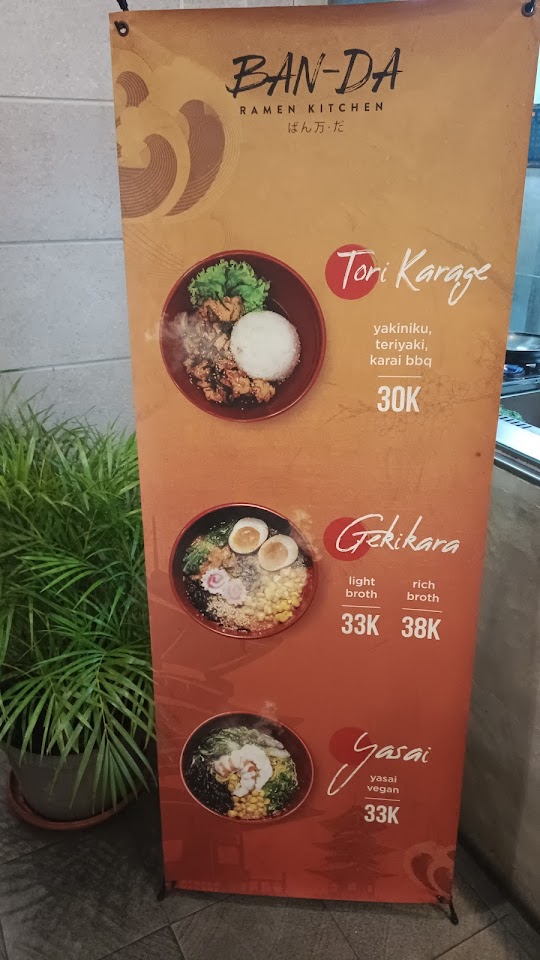 BAN-DA
RAMEN KITCHEN
ばん万·だ
Tori Karage
yakiniku,
teriyaki,
karai bbq
30K
Gekikara
light broth
33K
rich broth
38K
Yasai
yasai
vegan
33K